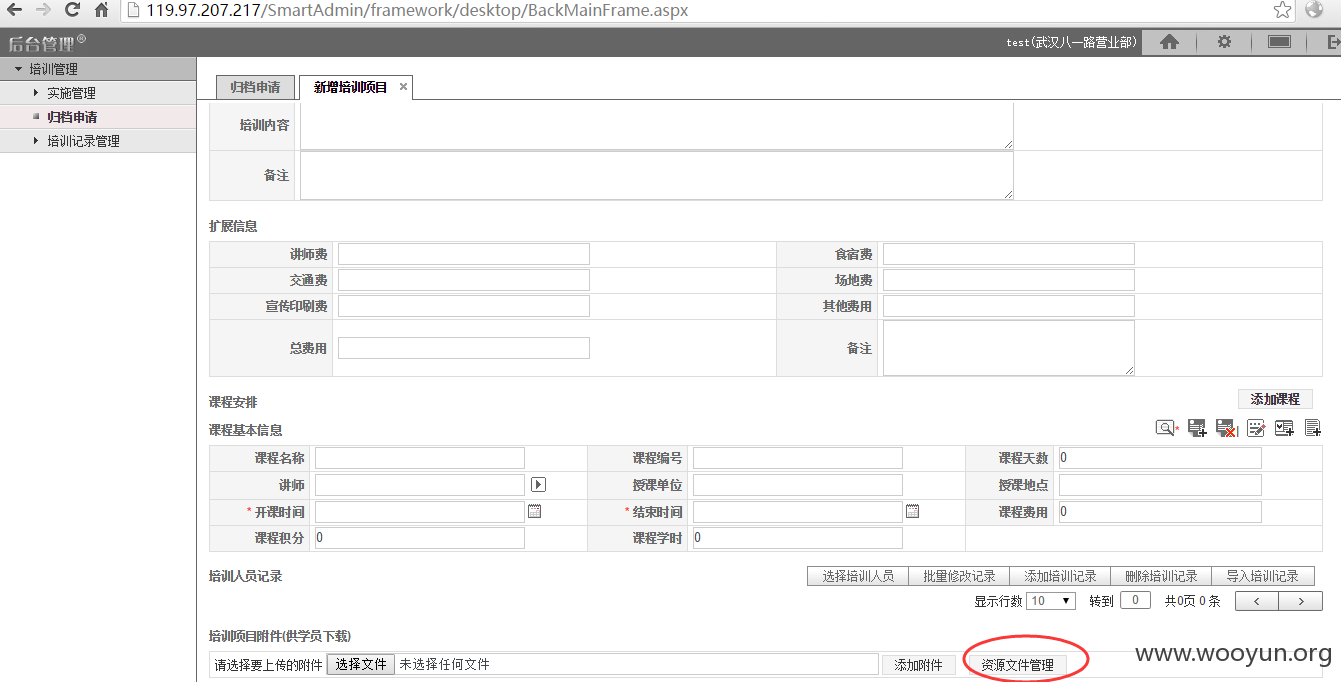 119.97.207.217/SmartAdmin/framework/desktop/BackMainFrame.aspx
后台管理® test(武汉八一路营业部)
培训管理
实施管理
归档申请
培训记录管理
归档申请 新增培训项目 ×
培训内容
备注
扩展信息
讲师费 食宿费
交通费 场地费
宣传印刷费 其他费用
总费用 备注
课程安排 添加课程
课程基本信息
课程名称 课程编号 课程天数 0
讲师 授课单位 授课地点
* 开课时间 * 结束时间 课程费用 0
课程积分 0 课程学时 0
培训人员记录 选择培训人员 批量修改记录 添加培训记录 删除培训记录 导入培训记录
显示行数 10 转到 0 共0页 0 条 < >
培训项目附件(供学员下载)
请选择要上传的附件 选择文件 未选择任何文件 添加附件 资源文件管理
www.wooyun.org